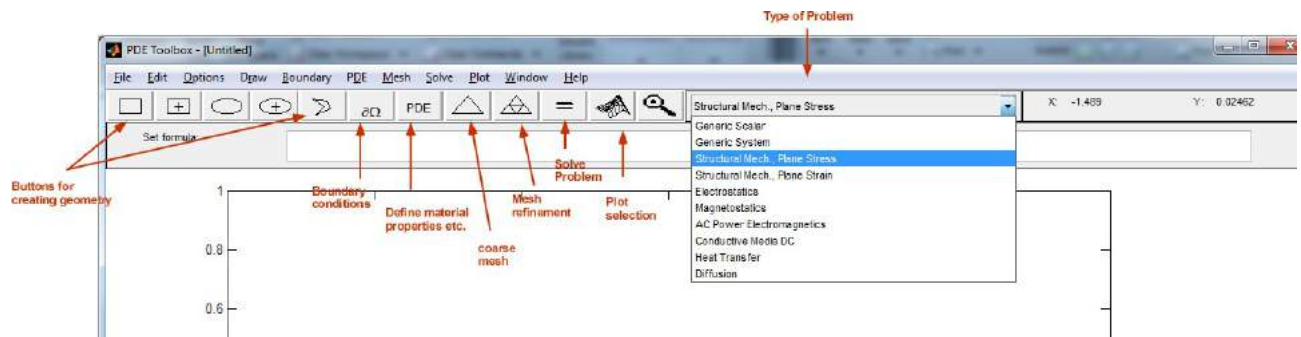 Type of Problem
PDE Toolbox - [Untitled]
File Edit Options Draw Boundary PDE Mesh Solve Plot Window Help
∂Ω PDE = Structural Mech., Plane Stress X: -1.489 Y: 0.02462
Set formula:
Generic Scalar
Generic System
Structural Mech., Plane Stress
Structural Mech., Plane Strain
Electrostatics
Magnetostatics
AC Power Electromagnetics
Conductive Media DC
Heat Transfer
Diffusion
Buttons for
creating geometry
Boundary
conditions
Define material
properties etc.
coarse
mesh
Mesh
refinement
Solve
Problem
Plot
selection
1
0.8
0.6